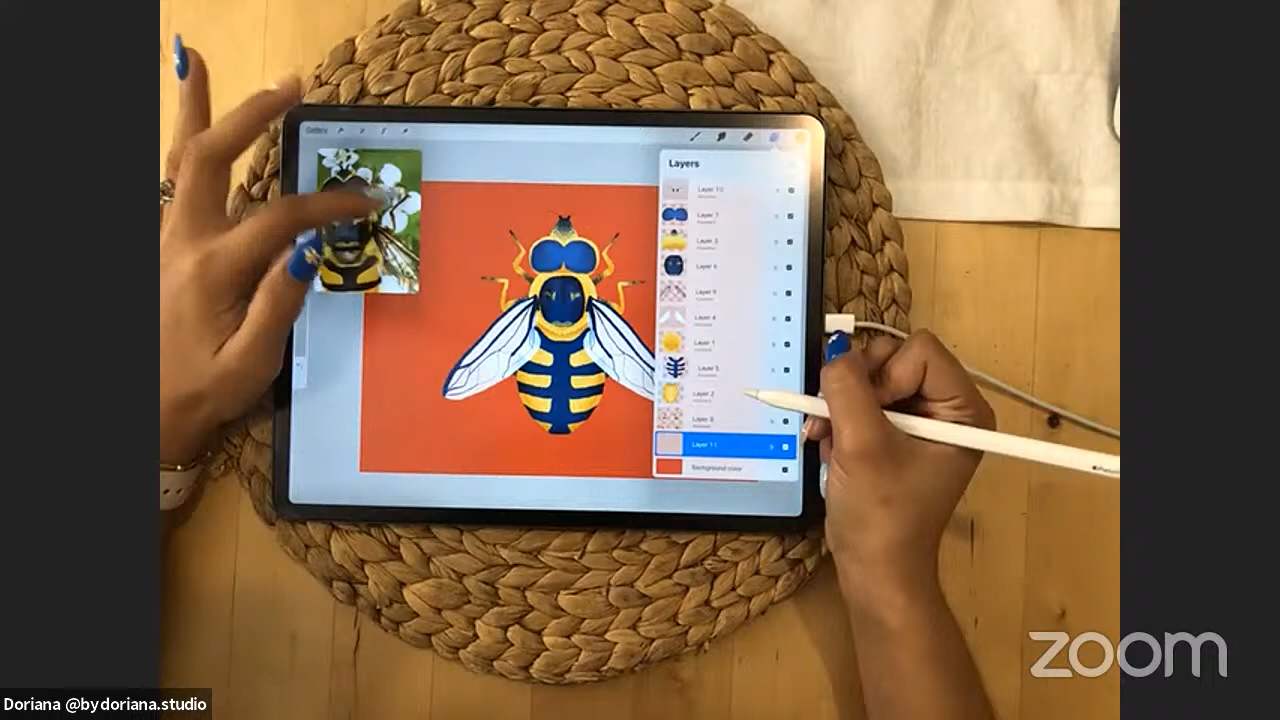 Gallery
Layers
Layer 10
Layer 7
Layer 3
Layer 6
Layer 9
Layer 4
Layer 1
Layer 5
Layer 2
Layer 8
Layer 11
Background color
zoom
Doriana @bydoriana.studio